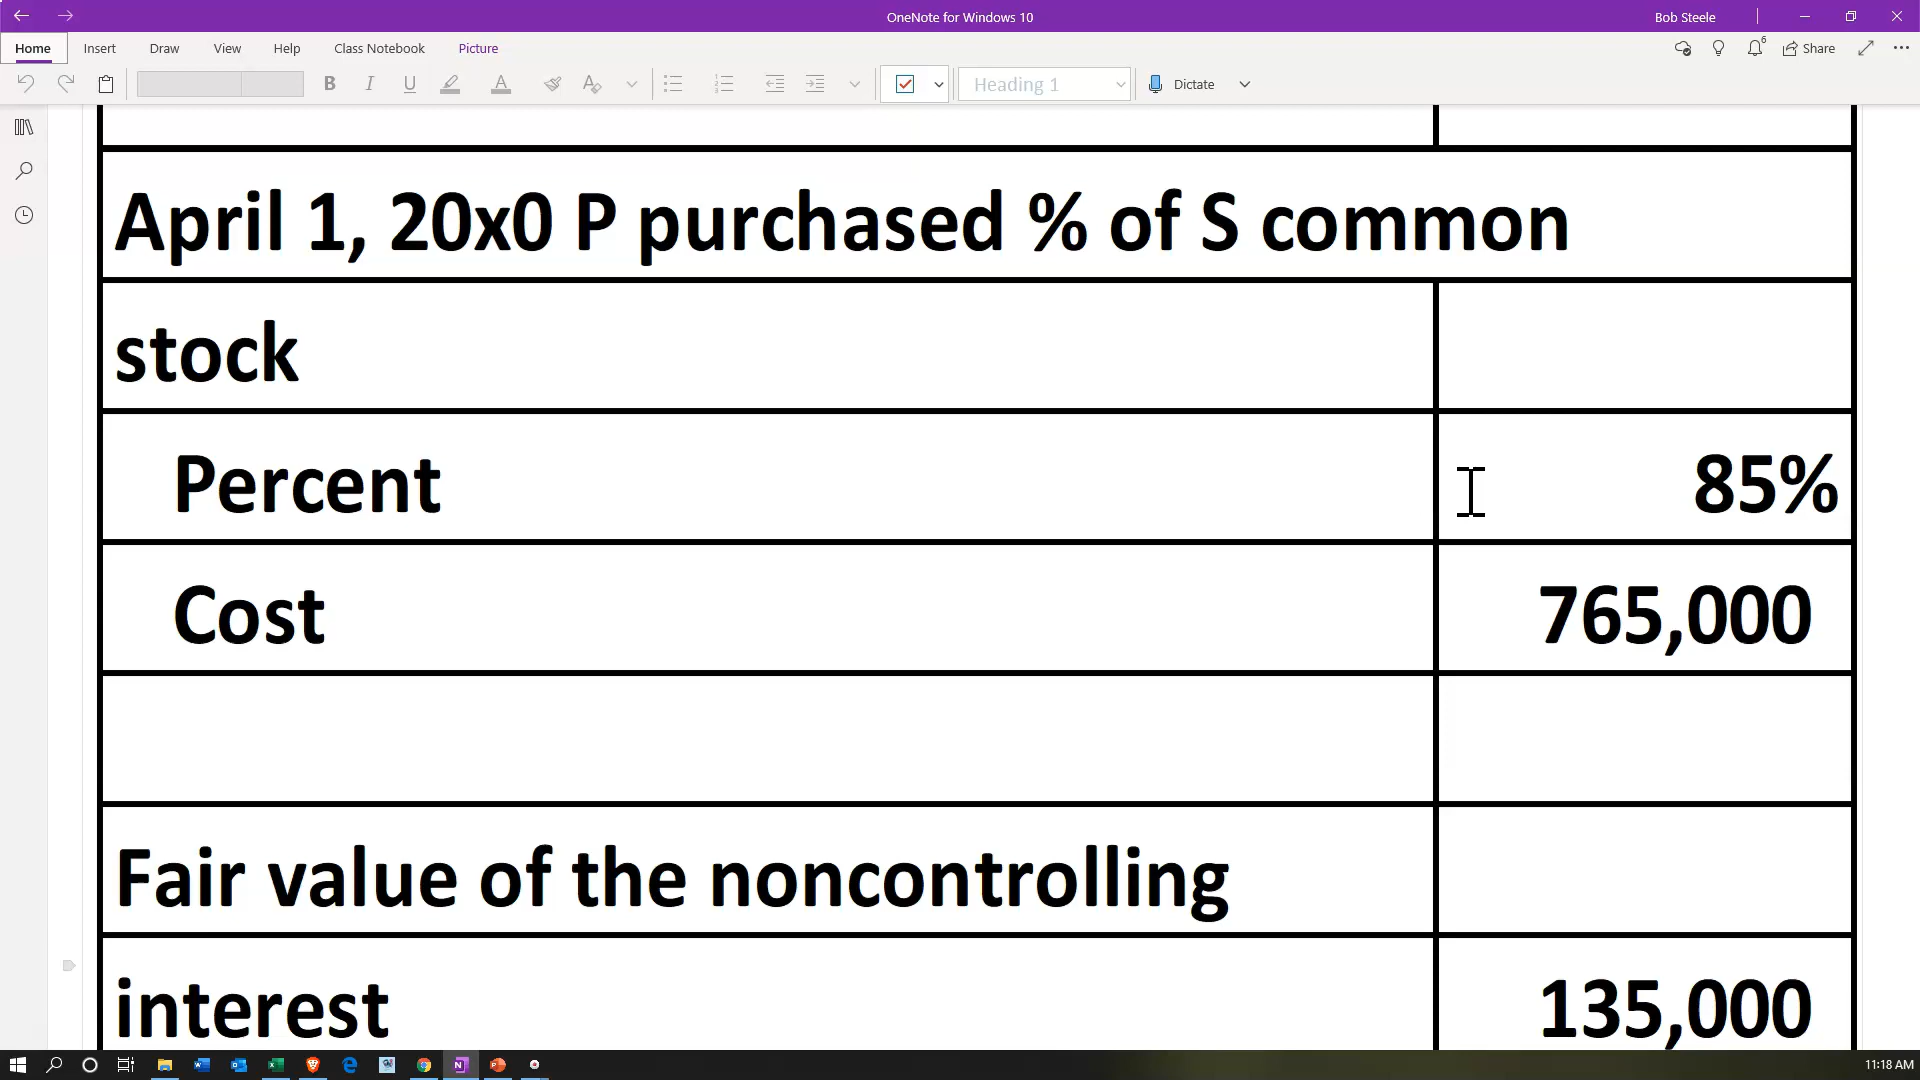 OneNote for Windows 10
Bob Steele
Home Insert Draw View Help Class Notebook Picture
6
Share
B I U
A
Heading 1
Dictate
April 1, 20x0 P purchased % of S common
stock
Percent 85%
Cost 765,000
Fair value of the noncontrolling
interest 135,000
11:18 AM